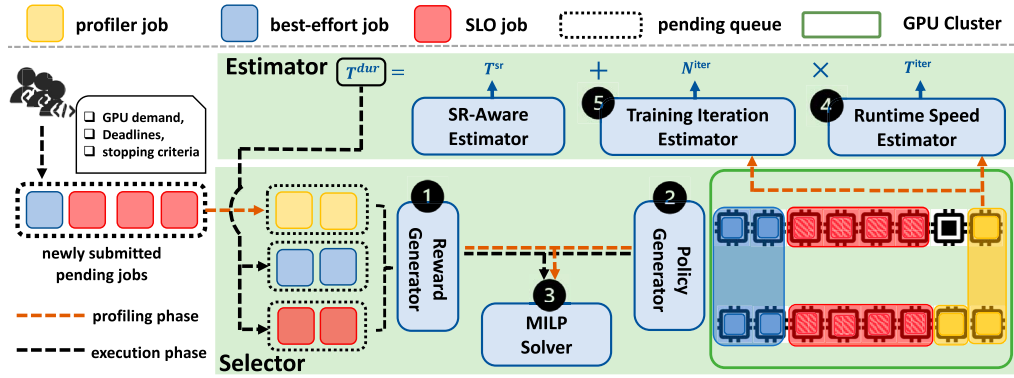 profiler job best-effort job SLO job pending queue GPU Cluster
Estimator T^dur = T^sr + N^iter × T^iter
GPU demand,
Deadlines,
stopping criteria
SR-Aware
Estimator
5
Training Iteration
Estimator
4
Runtime Speed
Estimator
newly submitted
pending jobs
profiling phase
execution phase
Selector
1
Reward
Generator
2
Policy
Generator
3
MILP
Solver